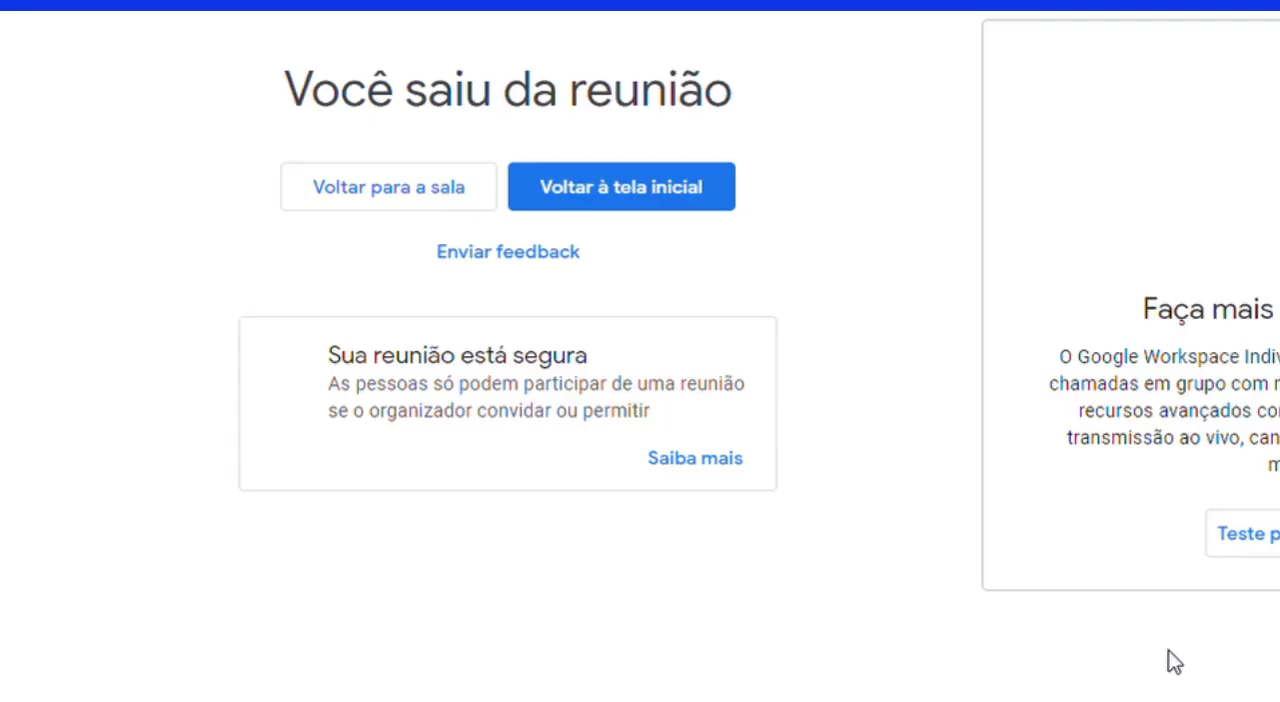 Você saiu da reunião
Voltar para a sala
Voltar à tela inicial
Enviar feedback
Sua reunião está segura
As pessoas só podem participar de uma reunião
se o organizador convidar ou permitir
Saiba mais
Faça mais
O Google Workspace
chamadas em grupo com
recursos avançados
transmissão ao vivo,
Teste